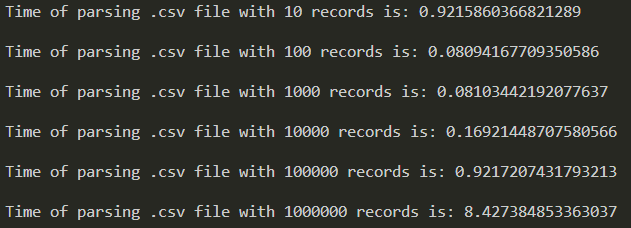 Time of parsing .csv file with 10 records is: 0.9215860366821289
Time of parsing .csv file with 100 records is: 0.08094167709350586
Time of parsing .csv file with 1000 records is: 0.08103442192077637
Time of parsing .csv file with 10000 records is: 0.16921448707580566
Time of parsing .csv file with 100000 records is: 0.9217207431793213
Time of parsing .csv file with 1000000 records is: 8.427384853363037